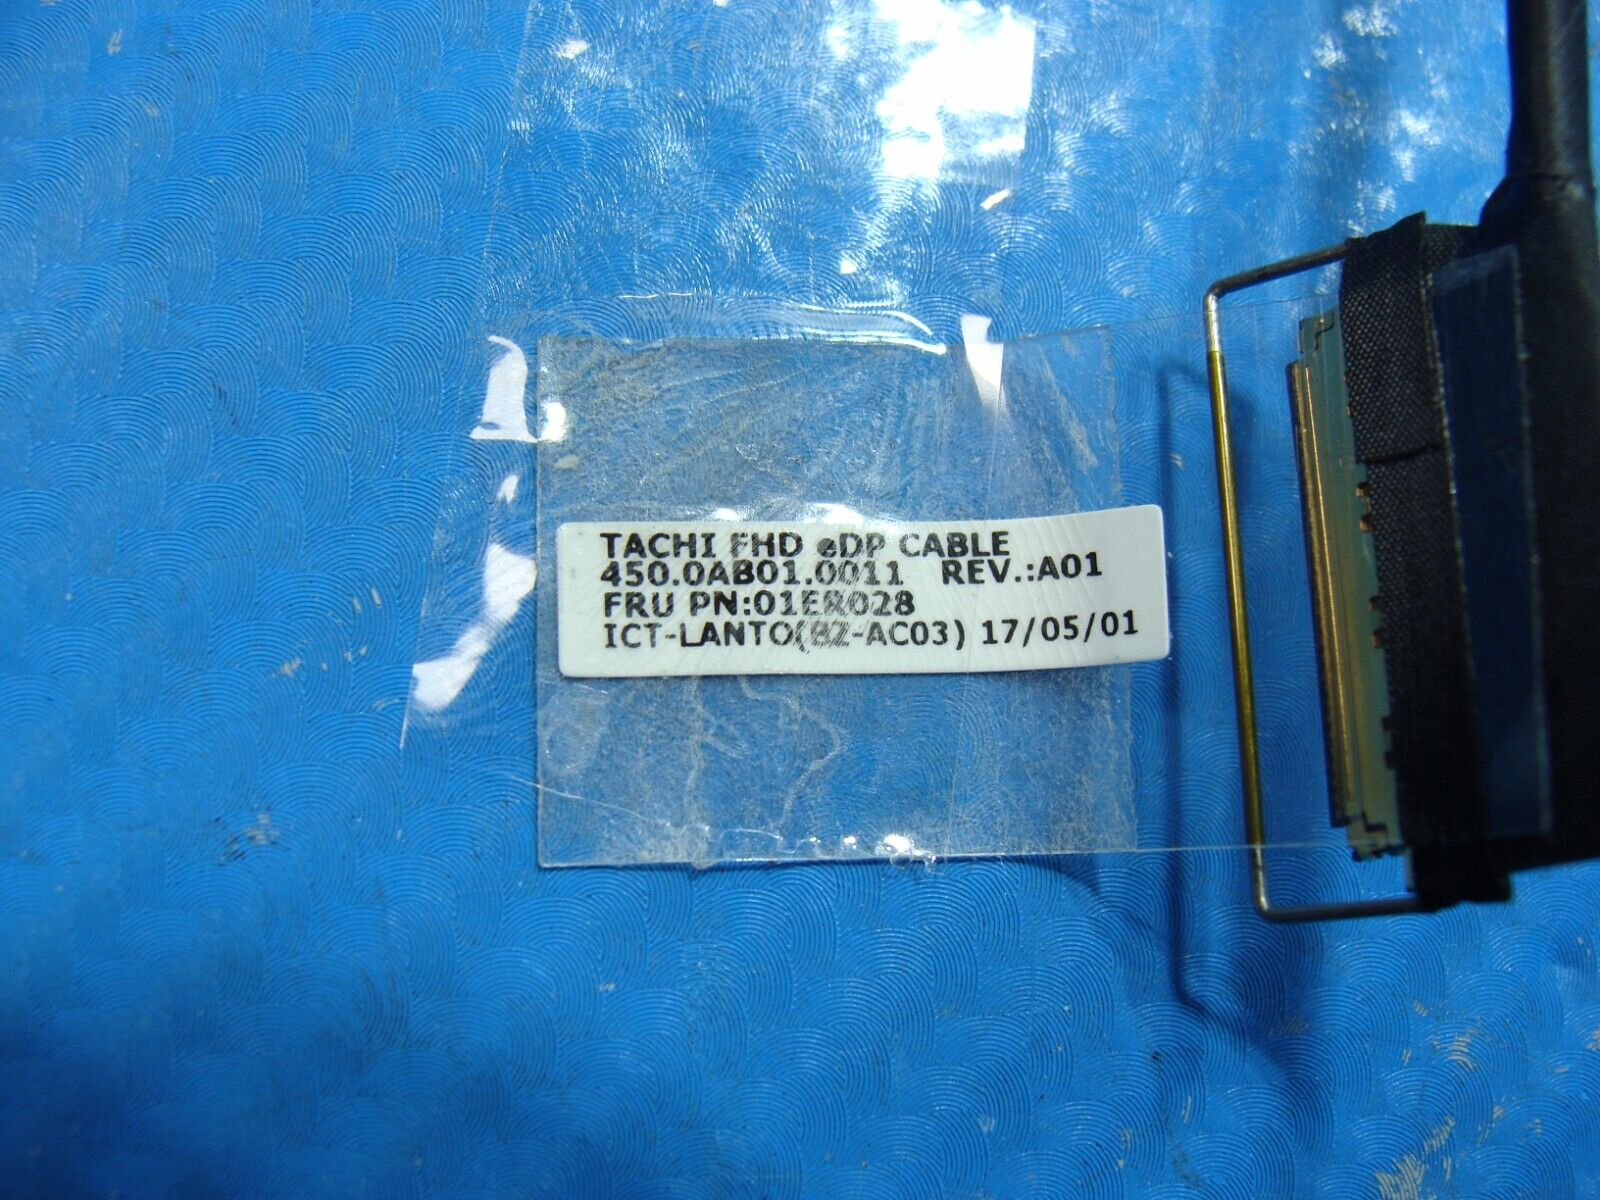 TACHI FHD eDP CABLE
450.0AB01.0011 REV.:A01
FRU PN:01ER028
ICT-LANTO(BZ-AC03) 17/05/01